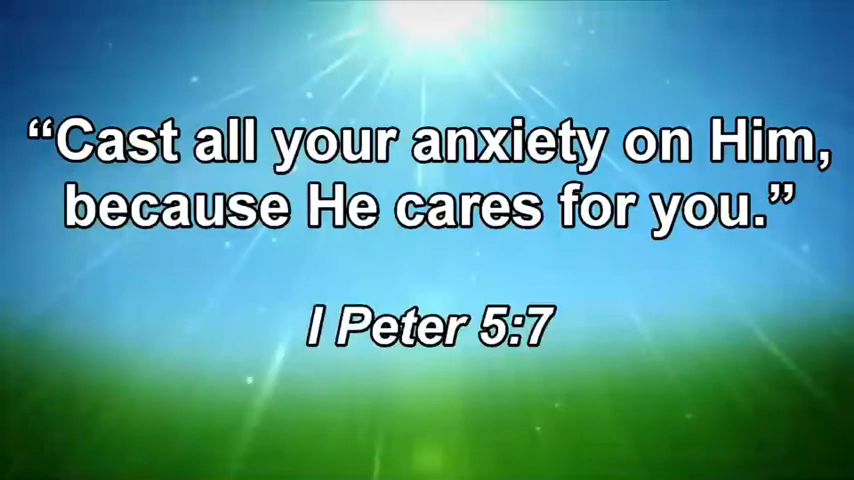 “Cast all your anxiety on Him,
because He cares for you.”
I Peter 5:7